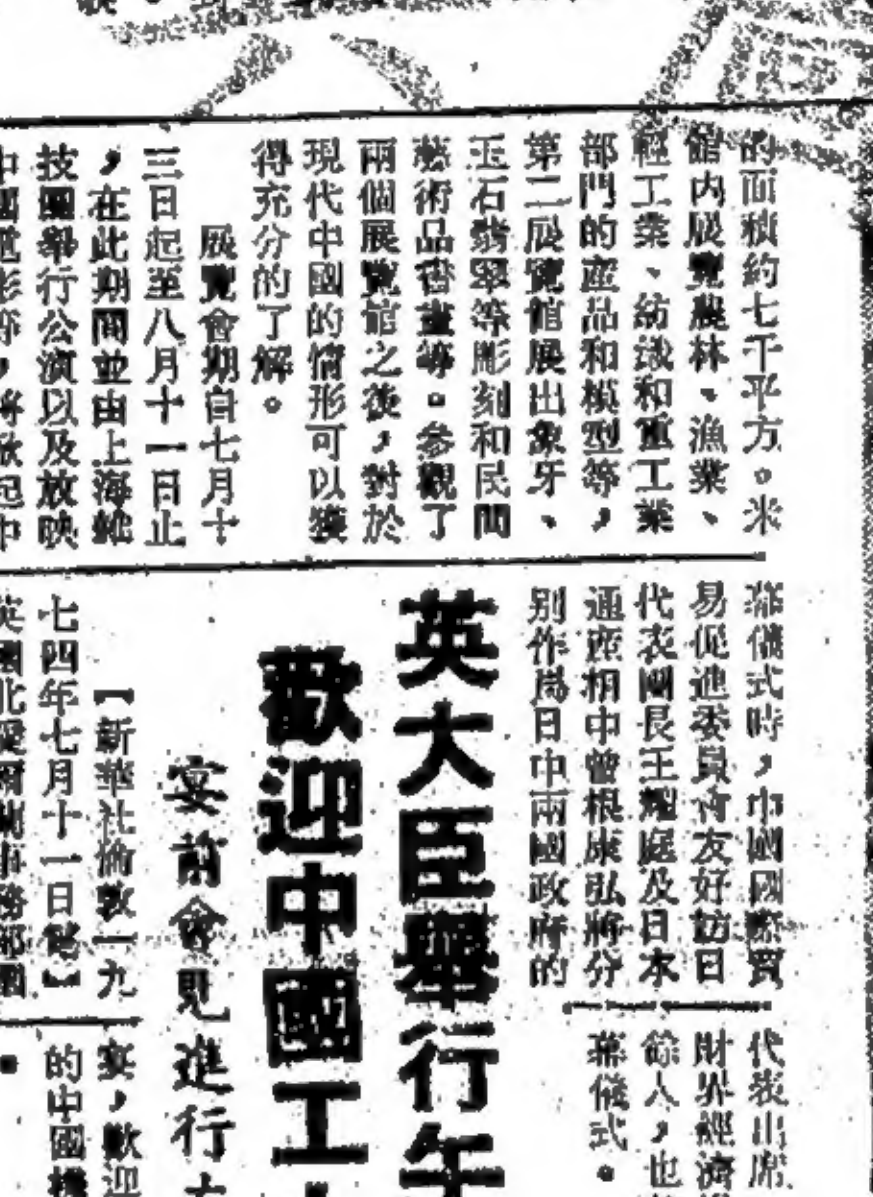 的面積約七千平方。米
館内展覽農林、漁業、
輕工業、紡織和重工業
部門的產品和模型等，
第二展覽館展出象牙、
玉石翡翠等彫刻和民間
藝術品書畫等。參觀了
兩個展覽館之後，對於
現代中國的情形可以獲
得充分的了解。
展覽會期自七月十
三日起至八月十一日止
，在此期間並由上海雜
技團舉行公演以及放映
幕儀式時，中國國際貿
易促進委員會友好訪日
代表團長王耀庭及日本
通產相中曾根康弘將分
别作爲日中兩國政府的
代表出席
財界經濟
餘人，也
幕儀式。
英大臣舉行午
歡迎中國工
宴前會見進行
【新華社倫敦一九
七四年七月十一日電】
英國北愛爾蘭事務部國
宴，歡迎
的中國機